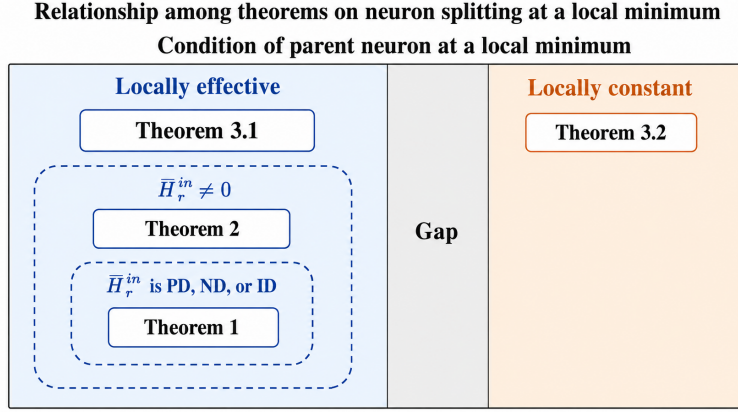 Relationship among theorems on neuron splitting at a local minimum
Condition of parent neuron at a local minimum
Locally effective
Theorem 3.1
H̅ᵣⁱⁿ ≠ 0
Theorem 2
H̅ᵣⁱⁿ is PD, ND, or ID
Theorem 1
Gap
Locally constant
Theorem 3.2